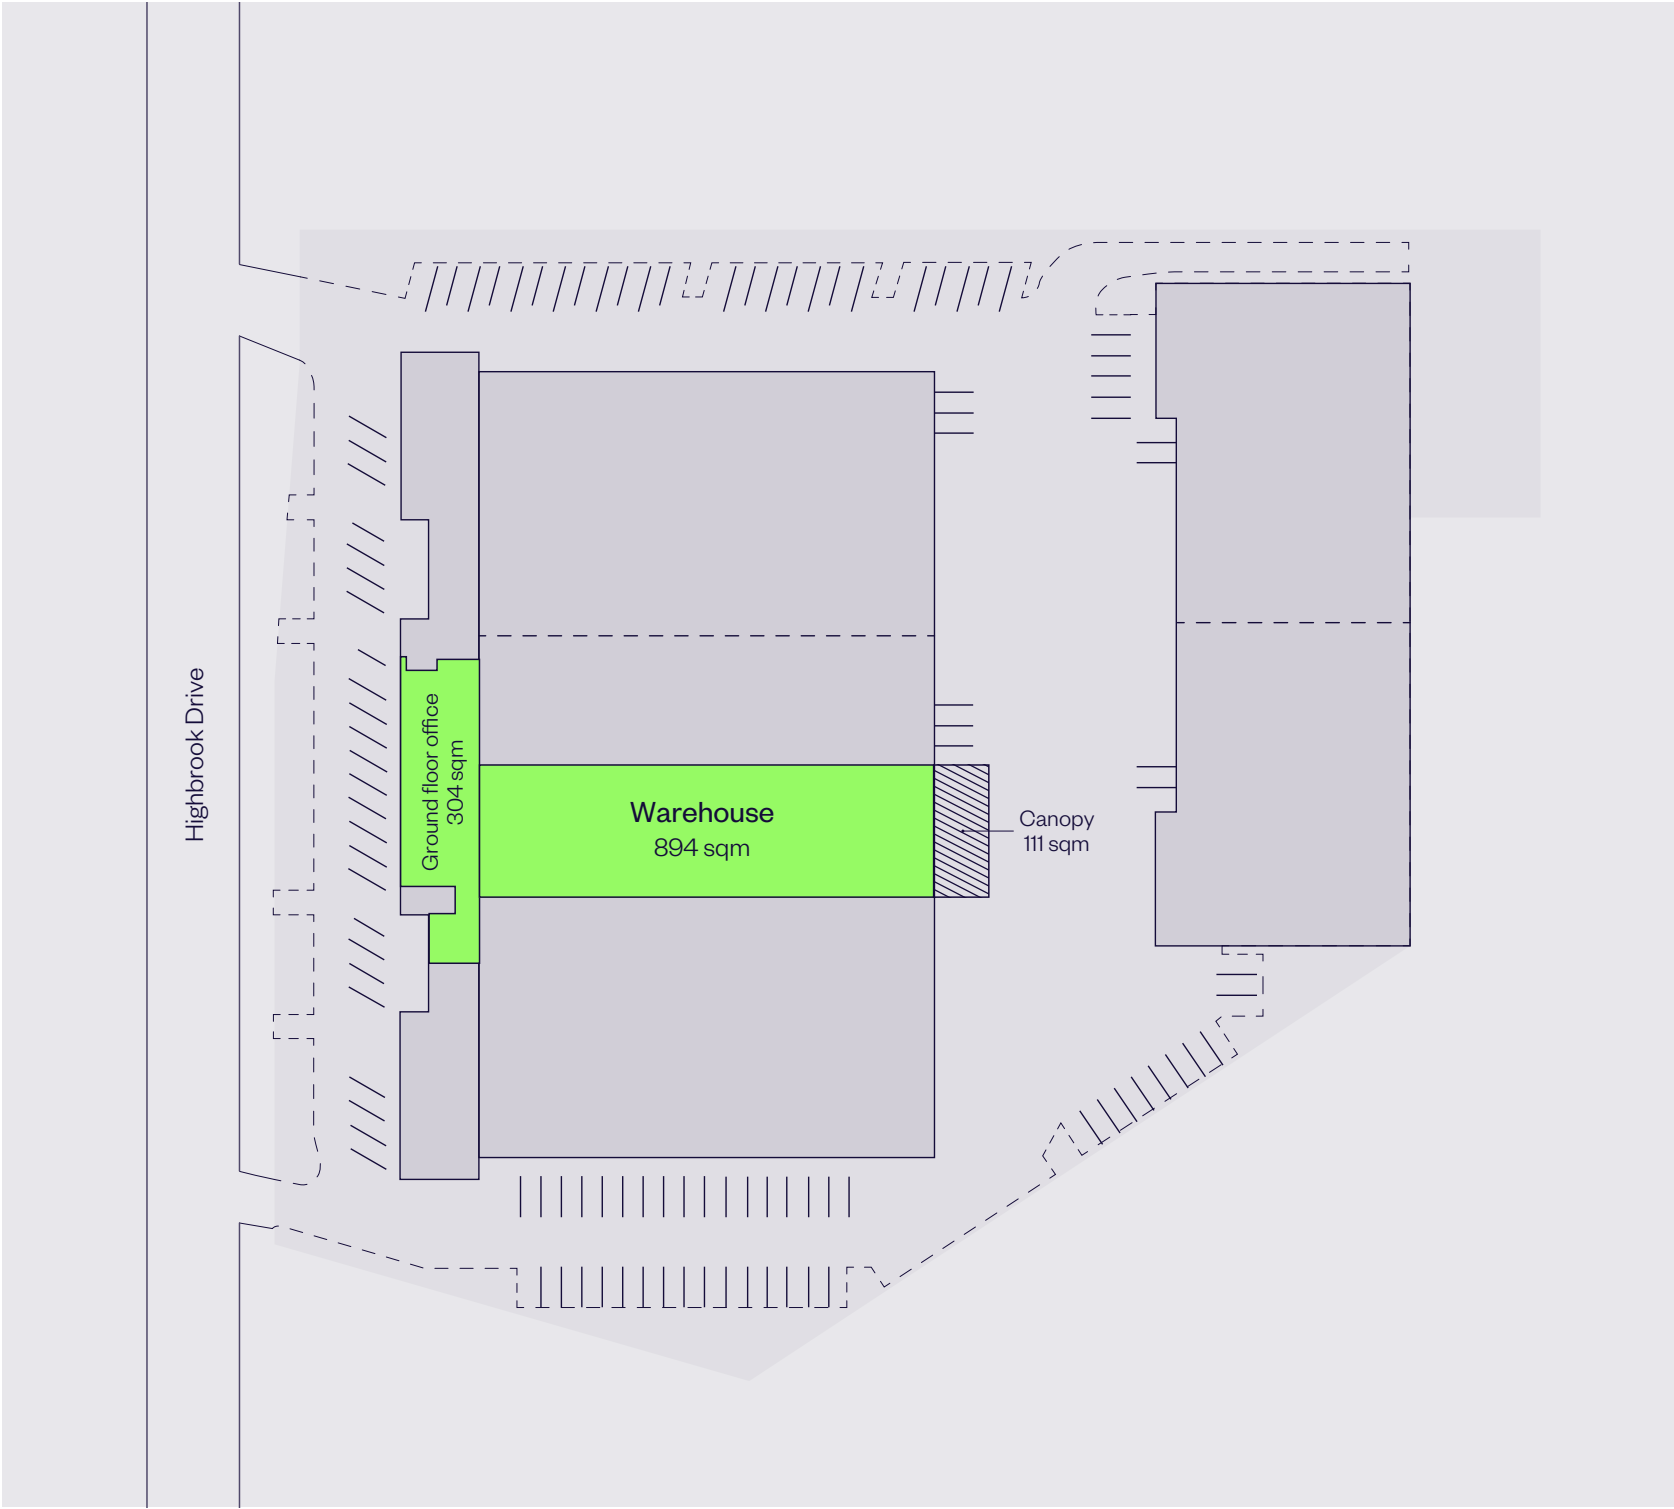 Highbrook Drive
Ground floor office
304 sqm
Warehouse
894 sqm
Canopy
111 sqm